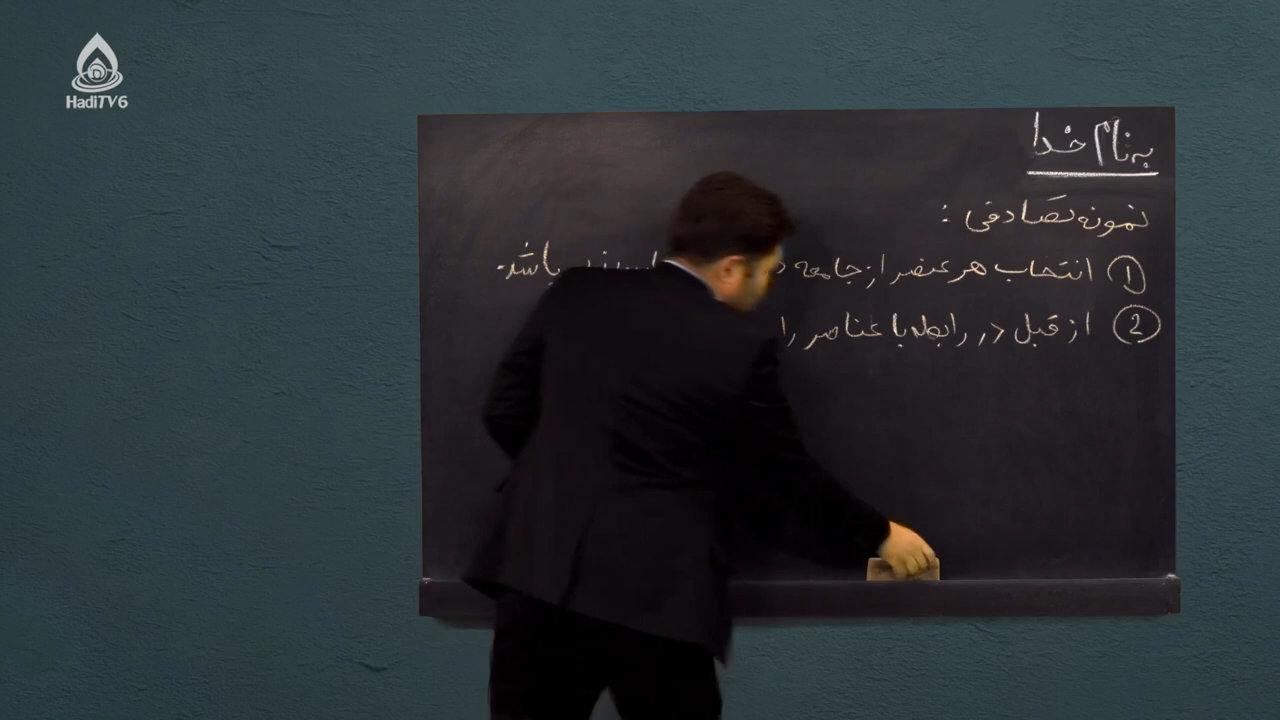 HadiTV6
به نام خدا
نمونه تصادفی :
① انتخاب هر عنصر از جامعه باشد.
② از قبل در رابطه با عناصر